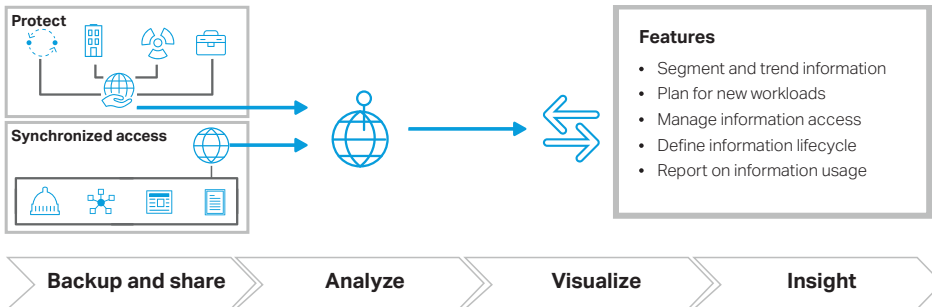 Protect
Synchronized access
Features
• Segment and trend information
• Plan for new workloads
• Manage information access
• Define information lifecycle
• Report on information usage
Backup and share
Analyze
Visualize
Insight